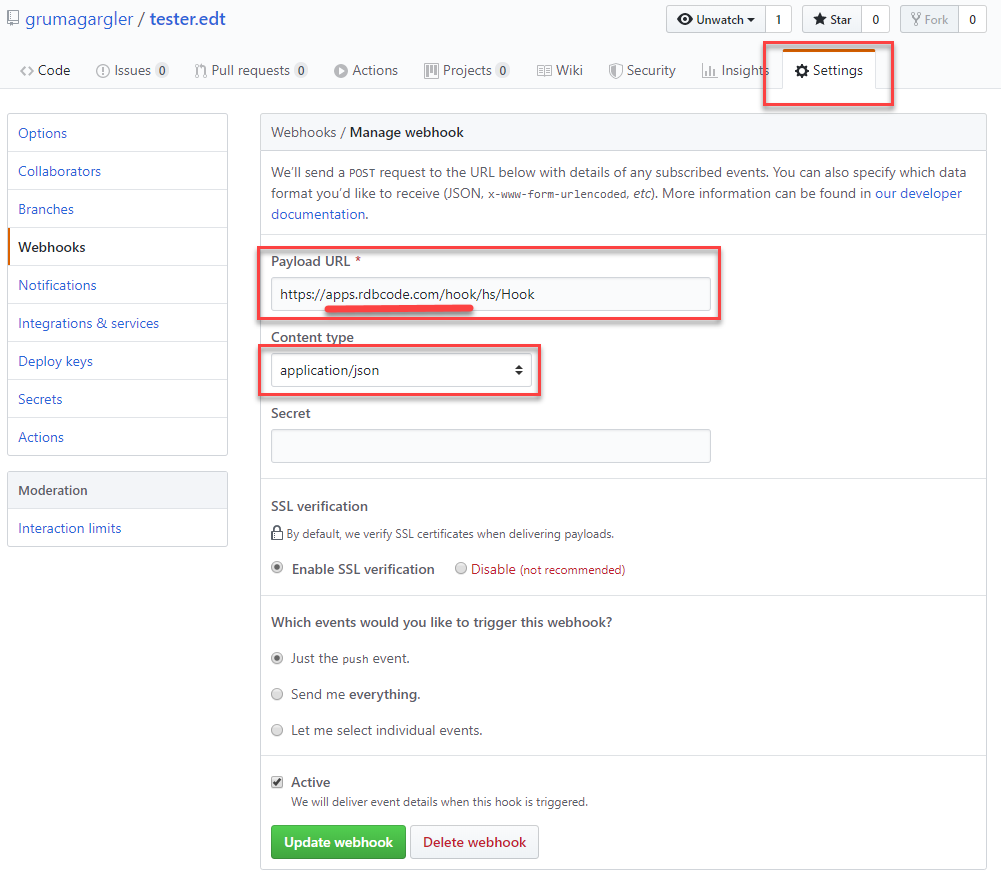 grumagargler / tester.edt
Unwatch 1 Star 0 Fork 0
Code Issues 0 Pull requests 0 Actions Projects 0 Wiki Security Insights Settings
Options
Collaborators
Branches
Webhooks
Notifications
Integrations & services
Deploy keys
Secrets
Actions
Moderation
Interaction limits
Webhooks / Manage webhook
We'll send a POST request to the URL below with details of any subscribed events. You can also specify which data
format you'd like to receive (JSON, x-www-form-urlencoded, etc). More information can be found in our developer
documentation.
Payload URL *
https://apps.rdbcode.com/hook/hs/Hook
Content type
application/json
Secret
SSL verification
By default, we verify SSL certificates when delivering payloads.
Enable SSL verification Disable (not recommended)
Which events would you like to trigger this webhook?
Just the push event.
Send me everything.
Let me select individual events.
Active
We will deliver event details when this hook is triggered.
Update webhook Delete webhook